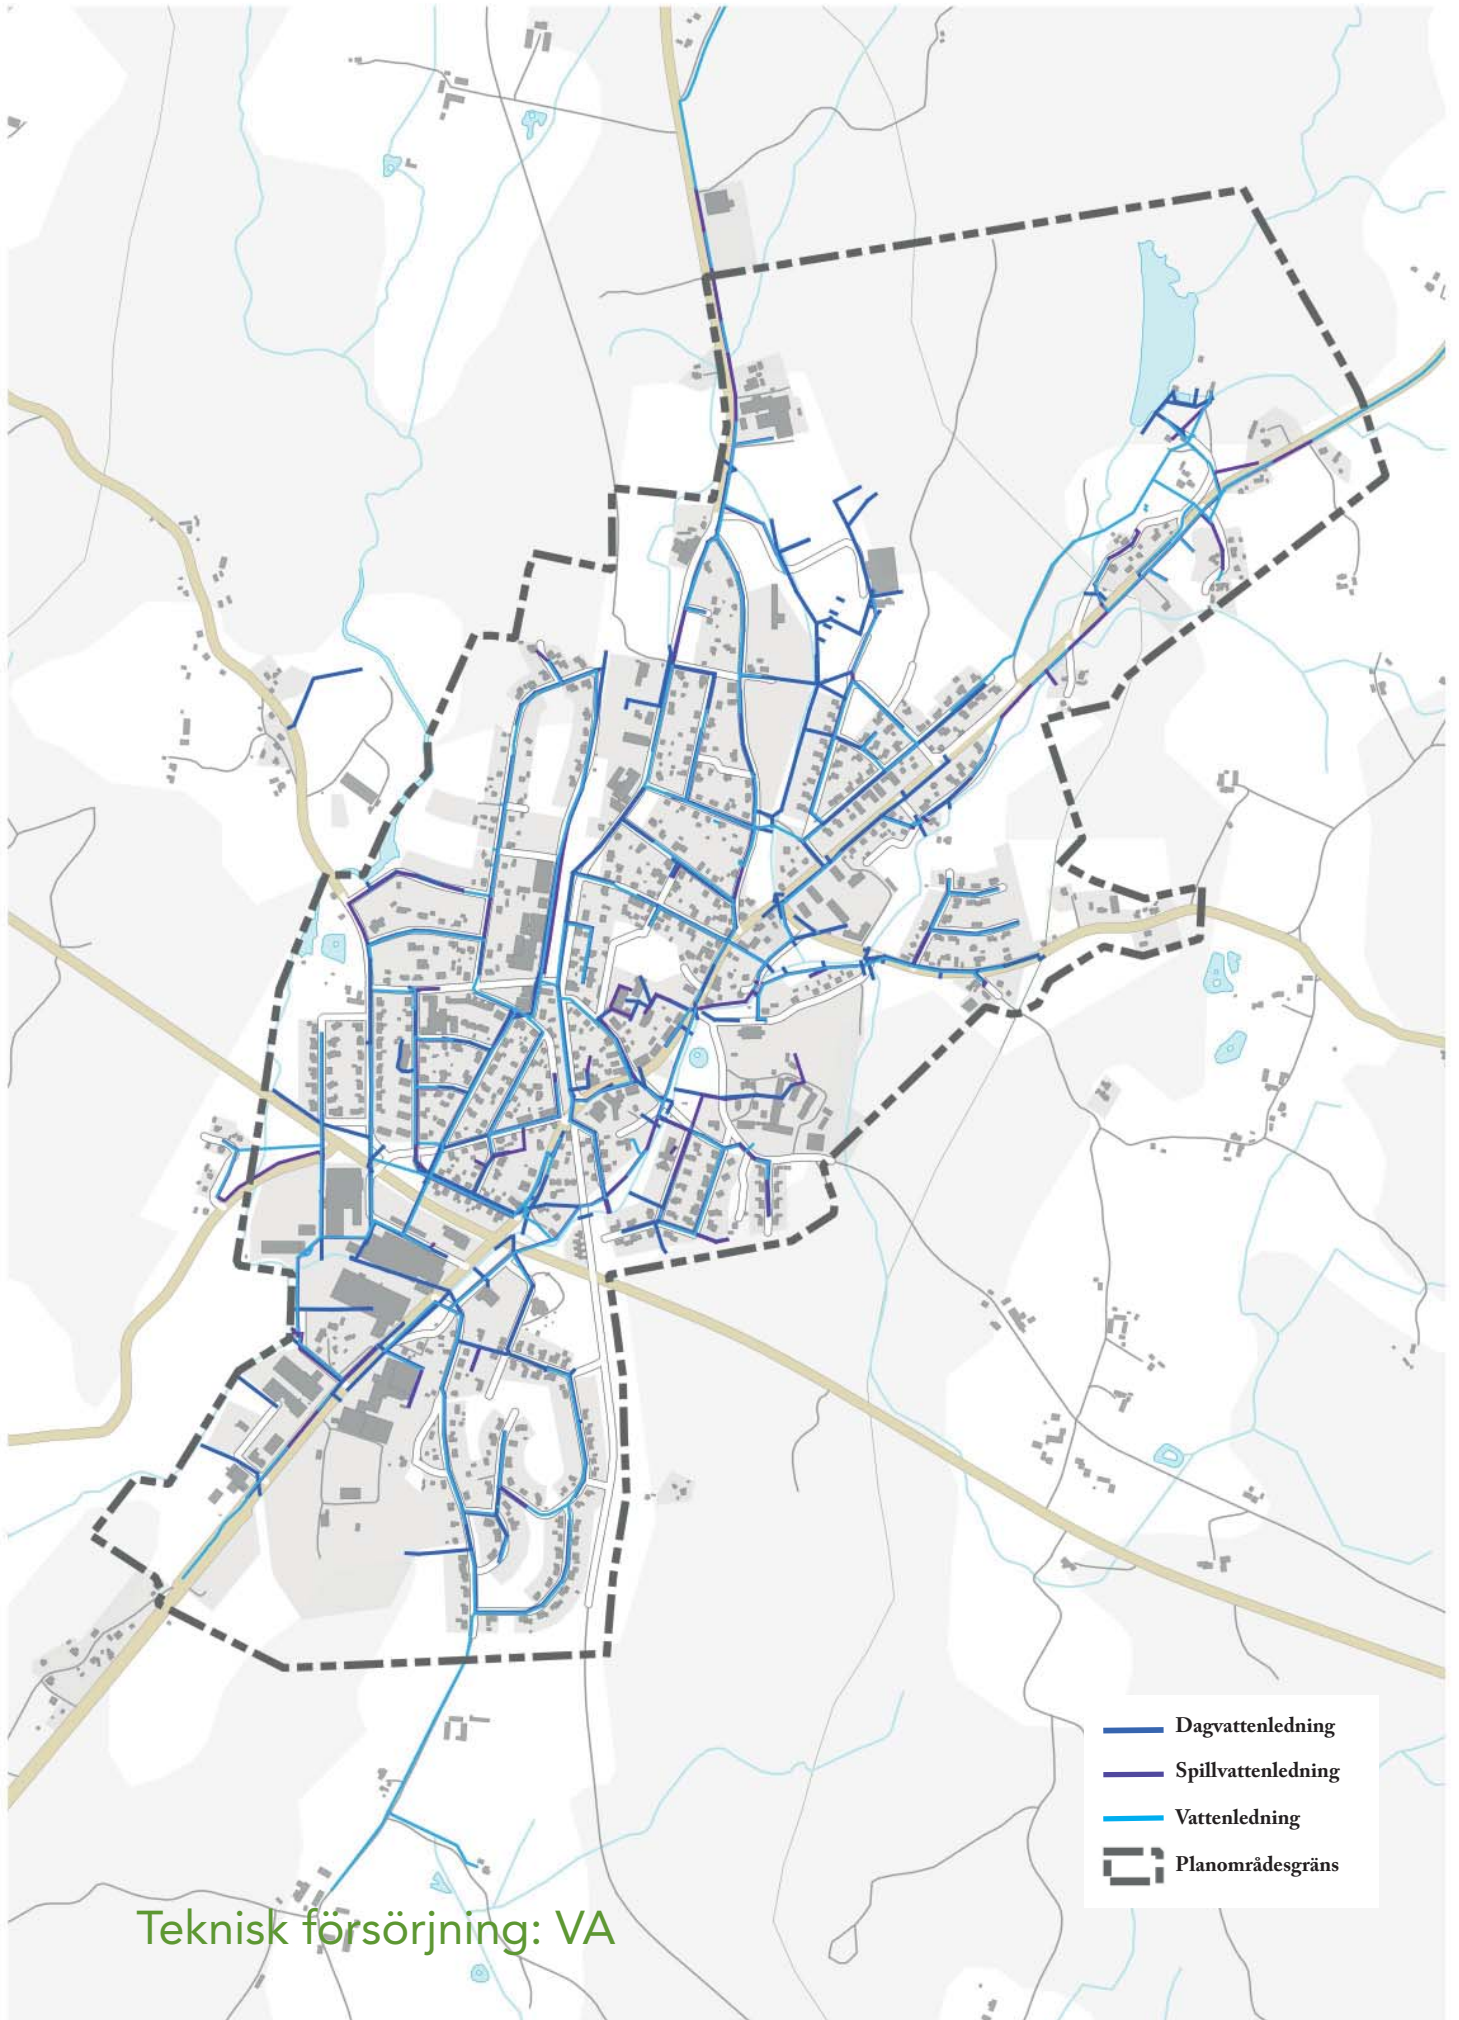 Dagvattenledning
Spillvattenledning
Vattenledning
Planområdesgräns
Teknisk försörjning: VA